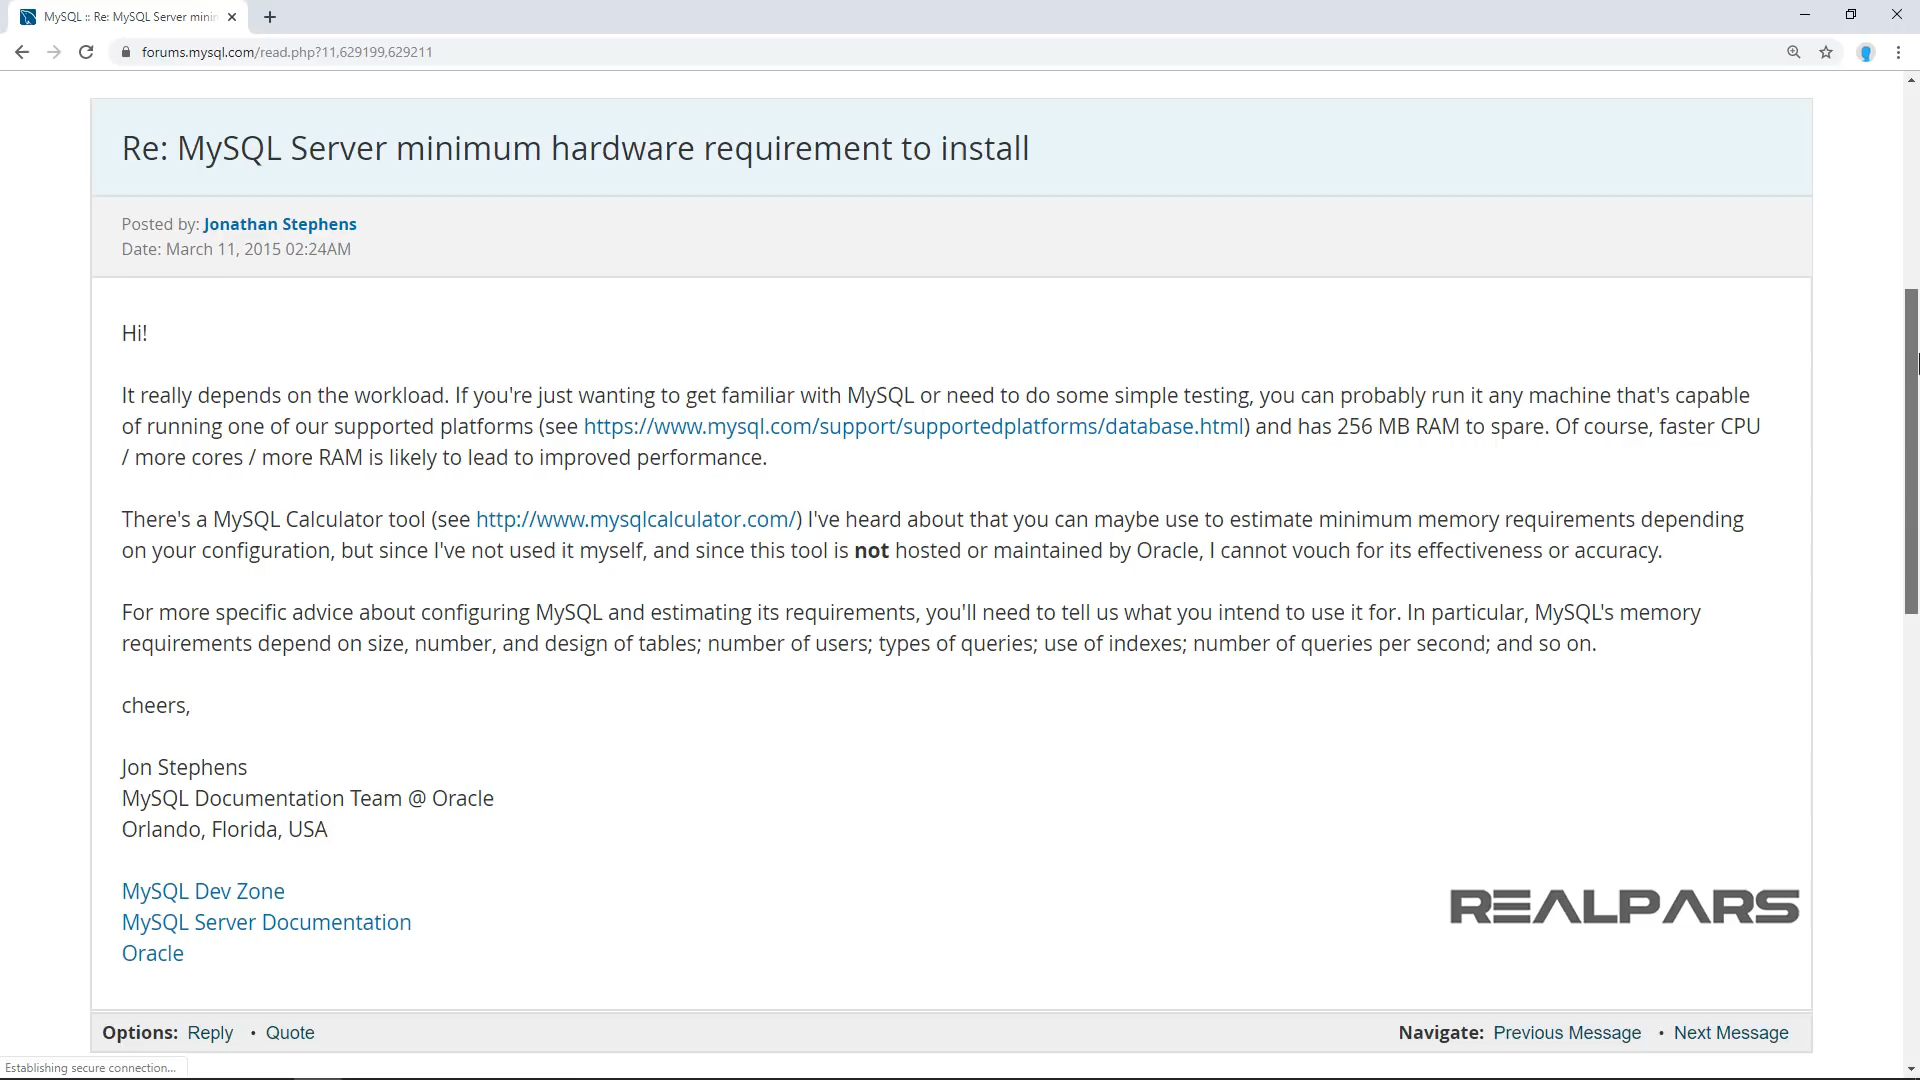 MySQL :: Re: MySQL Server minin
forums.mysql.com/read.php?11,629199,629211
Re: MySQL Server minimum hardware requirement to install
Posted by: Jonathan Stephens
Date: March 11, 2015 02:24AM
Hi!
It really depends on the workload. If you're just wanting to get familiar with MySQL or need to do some simple testing, you can probably run it any machine that's capable
of running one of our supported platforms (see https://www.mysql.com/support/supportedplatforms/database.html) and has 256 MB RAM to spare. Of course, faster CPU
/ more cores / more RAM is likely to lead to improved performance.
There's a MySQL Calculator tool (see http://www.mysqlcalculator.com/) I've heard about that you can maybe use to estimate minimum memory requirements depending
on your configuration, but since I've not used it myself, and since this tool is not hosted or maintained by Oracle, I cannot vouch for its effectiveness or accuracy.
For more specific advice about configuring MySQL and estimating its requirements, you'll need to tell us what you intend to use it for. In particular, MySQL's memory
requirements depend on size, number, and design of tables; number of users; types of queries; use of indexes; number of queries per second; and so on.
cheers,
Jon Stephens
MySQL Documentation Team @ Oracle
Orlando, Florida, USA
MySQL Dev Zone
MySQL Server Documentation
Oracle
REALPARS
Options: Reply • Quote
Navigate: Previous Message • Next Message
Establishing secure connection...